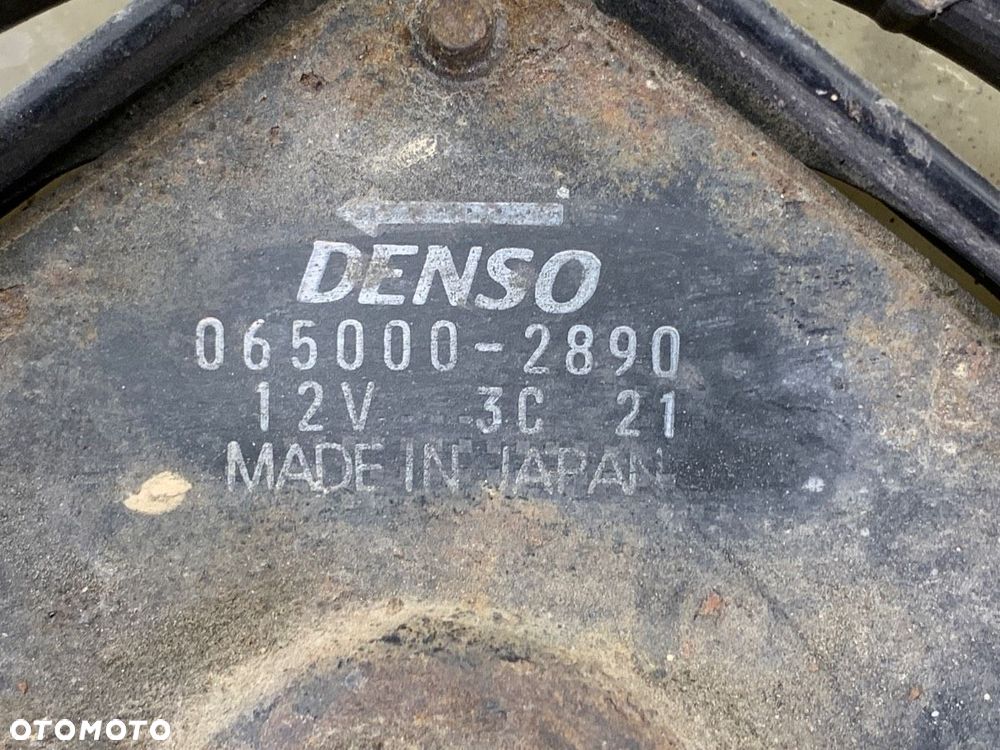 DENSO
065000-2890
12V 3C 21
MADE IN JAPAN
OTOMOTO